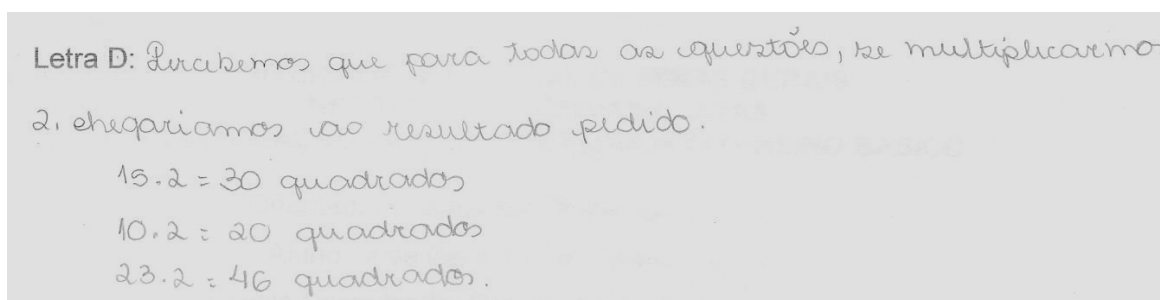 Letra D: Percebemos que para todas as questões, se multiplicarmo
2, chegariamos ao resultado pedido.
15.2 = 30 quadrados
10.2 = 20 quadrados
23.2 = 46 quadrados.